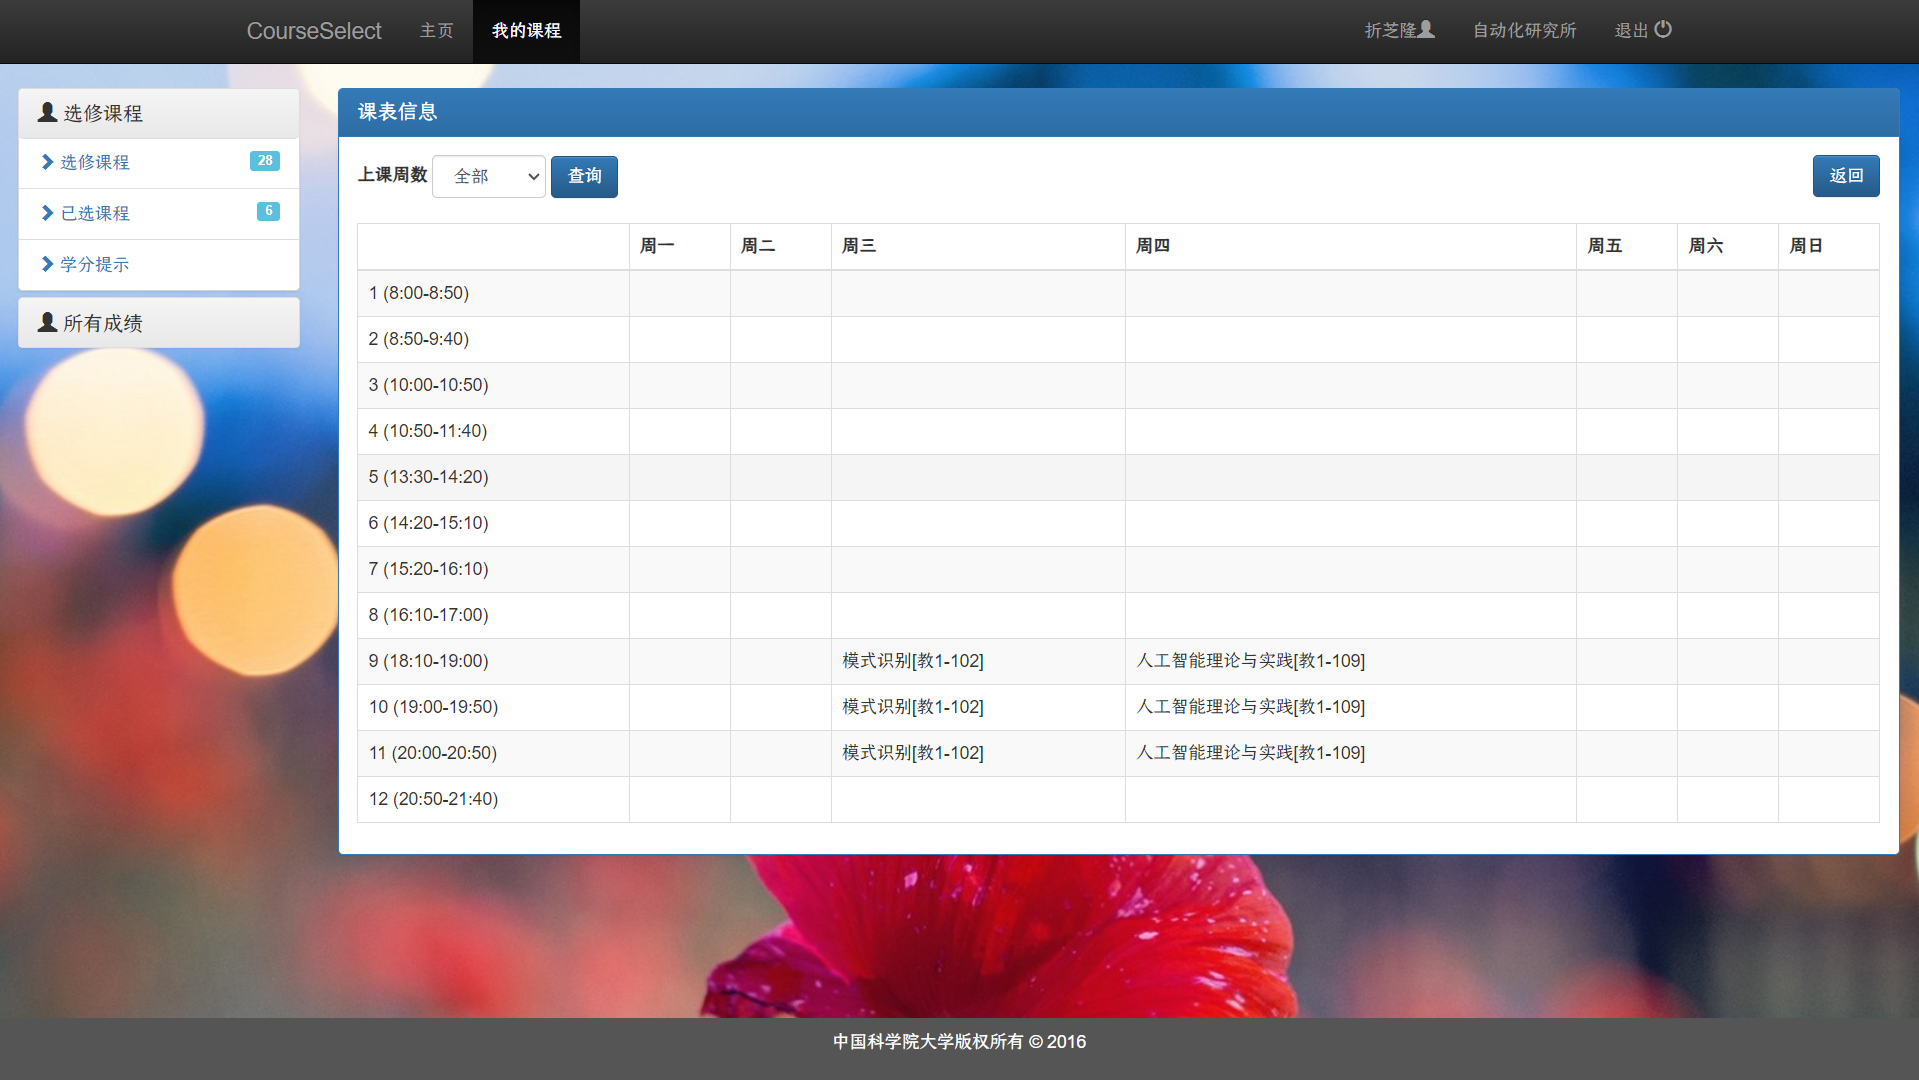 CourseSelect 主页 我的课程 折芝隆 自动化研究所 退出
选修课程
选修课程 28
已选课程 6
学分提示
所有成绩
课表信息
上课周数 全部 查询 返回
周一 周二 周三 周四 周五 周六 周日
1 (8:00-8:50)
2 (8:50-9:40)
3 (10:00-10:50)
4 (10:50-11:40)
5 (13:30-14:20)
6 (14:20-15:10)
7 (15:20-16:10)
8 (16:10-17:00)
9 (18:10-19:00) 模式识别[教1-102] 人工智能理论与实践[教1-109]
10 (19:00-19:50) 模式识别[教1-102] 人工智能理论与实践[教1-109]
11 (20:00-20:50) 模式识别[教1-102] 人工智能理论与实践[教1-109]
12 (20:50-21:40)
中国科学院大学版权所有 © 2016